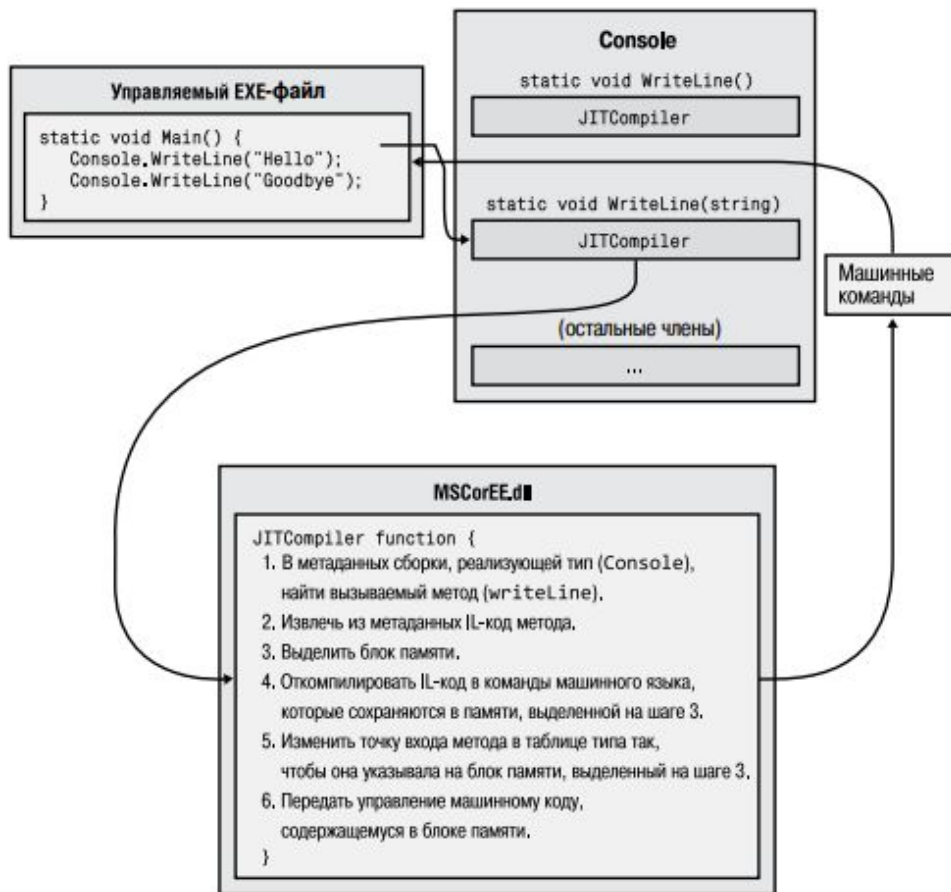 Console
static void WriteLine()
JITCompiler
Управляемый EXE-файл
static void Main() {
Console.WriteLine("Hello");
Console.WriteLine("Goodbye");
}
static void WriteLine(string)
JITCompiler
Машинные
команды
(остальные члены)
...
MSCorEE.dll
JITCompiler function {
1. В метаданных сборки, реализующей тип (Console),
найти вызываемый метод (writeLine).
2. Извлечь из метаданных IL-код метода.
3. Выделить блок памяти.
4. Откомпилировать IL-код в команды машинного языка,
которые сохраняются в памяти, выделенной на шаге 3.
5. Изменить точку входа метода в таблице типа так,
чтобы она указывала на блок памяти, выделенный на шаге 3.
6. Передать управление машинному коду,
содержащемуся в блоке памяти.
}